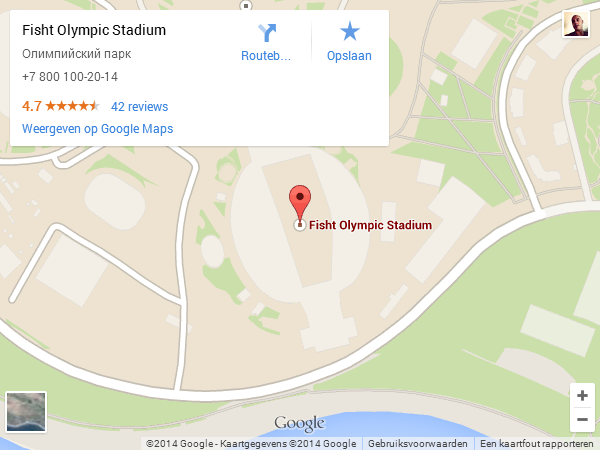 Fisht Olympic Stadium
Олимпийский парк
+7 800 100-20-14
4.7 42 reviews
Weergeven op Google Maps
Routeb...
Opslaan
Fisht Olympic Stadium
+
−
Google
©2014 Google - Kaartgegevens ©2014 Google Gebruiksvoorwaarden Een kaartfout rapporteren